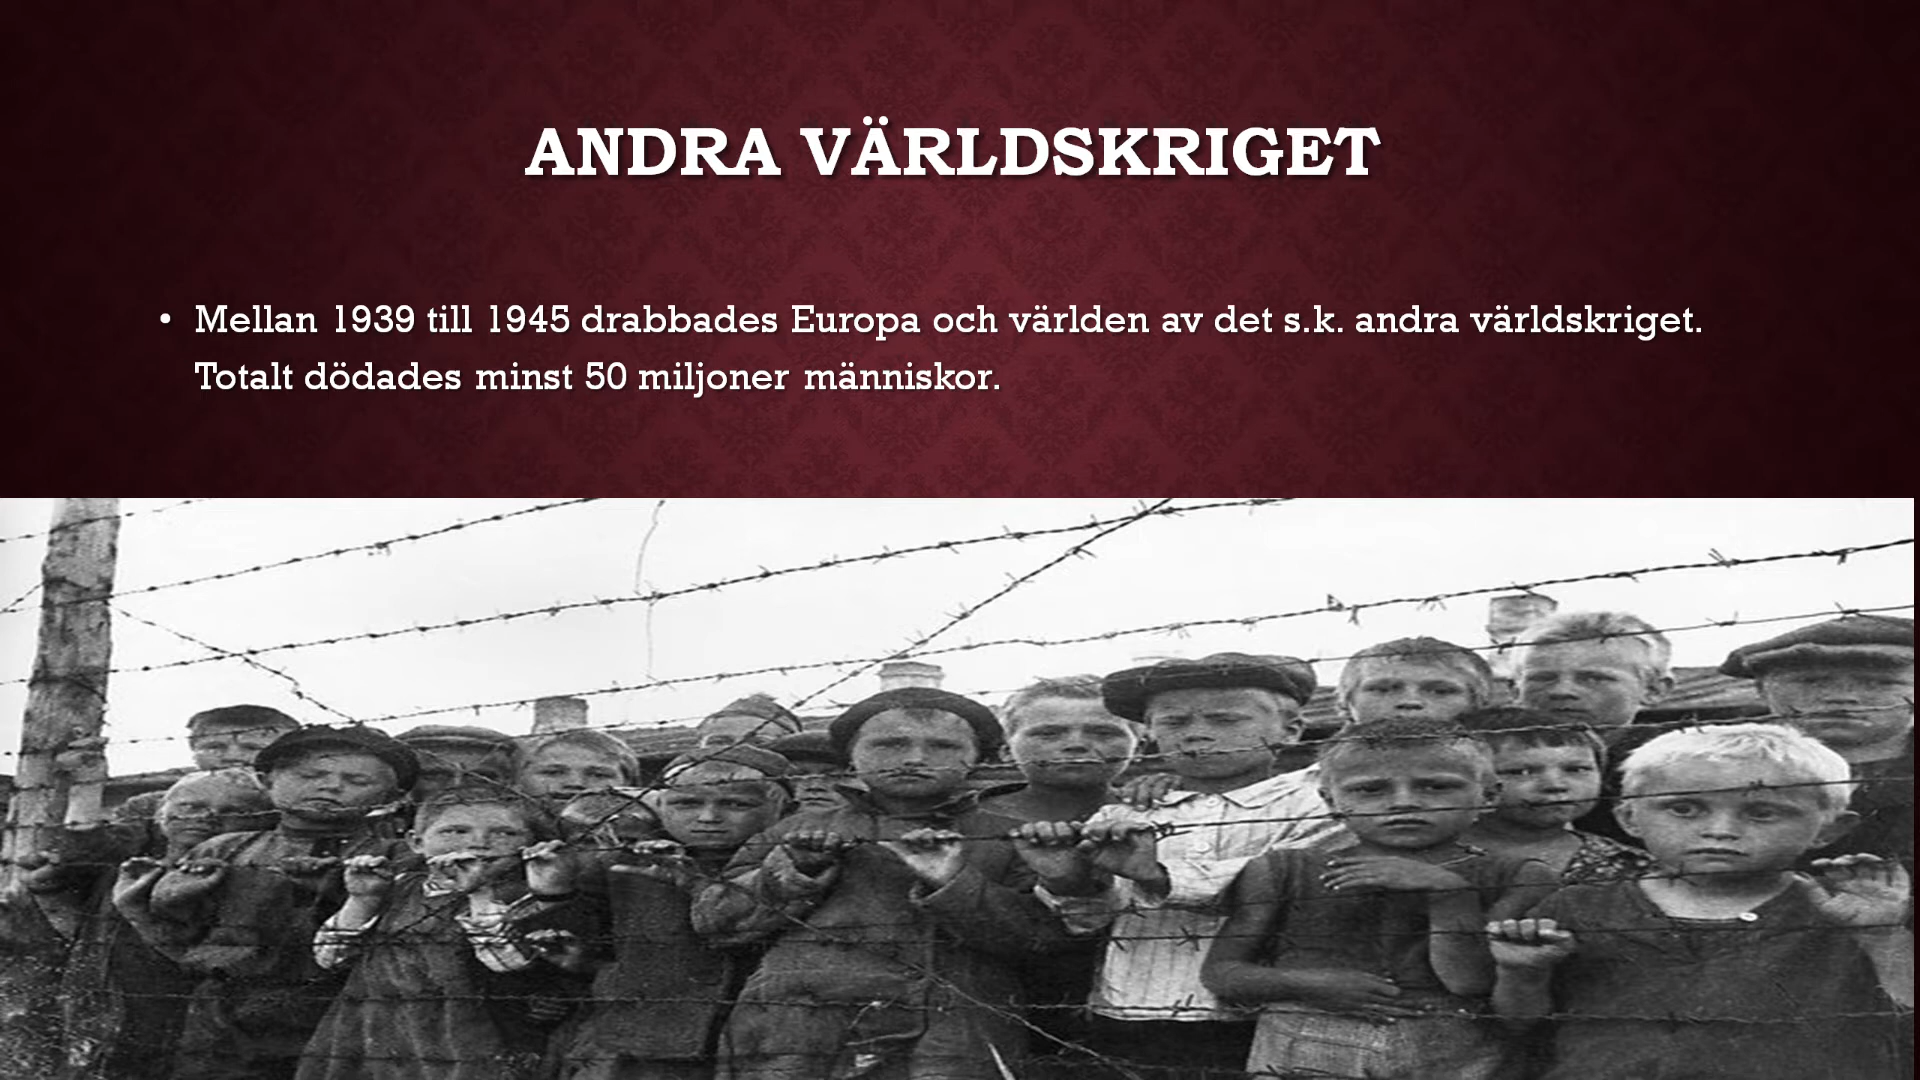 ANDRA VÄRLDSKRIGET
• Mellan 1939 till 1945 drabbades Europa och världen av det s.k. andra världskriget.
Totalt dödades minst 50 miljoner människor.